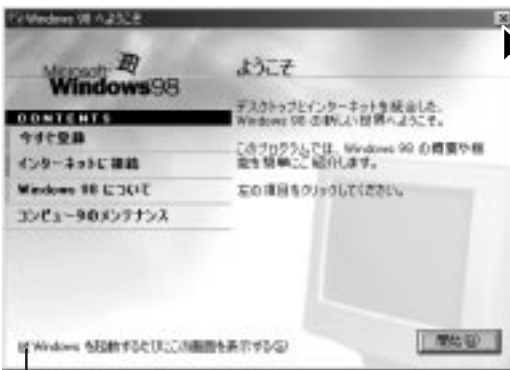 Windows 98 へようこそ
Microsoft
Windows98
ようこそ
CONTENTS
今すぐ登録
インターネットに接続
Windows 98 について
コンピュータのメンテナンス
デスクトップとインターネットを統合した、
Windows 98 の新しい世界へようこそ。
このプログラムでは、Windows 98 の概要や機
能を簡単にご紹介します。
左の項目をクリックしてください。
Windows を起動するたびにこの画面を表示する(S)
開始(B)